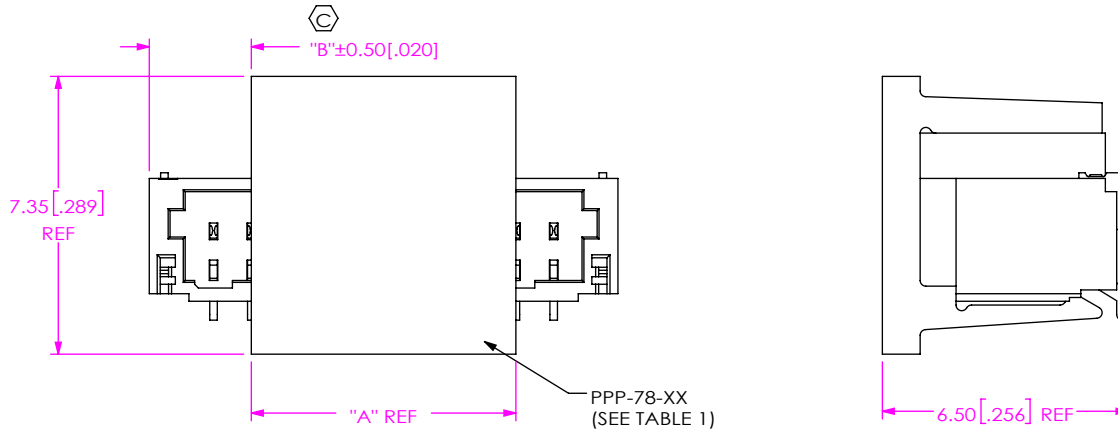 C
"B"±0.50[.020]
7.35[.289]
REF
"A" REF
PPP-78-XX
(SEE TABLE 1)
6.50[.256] REF